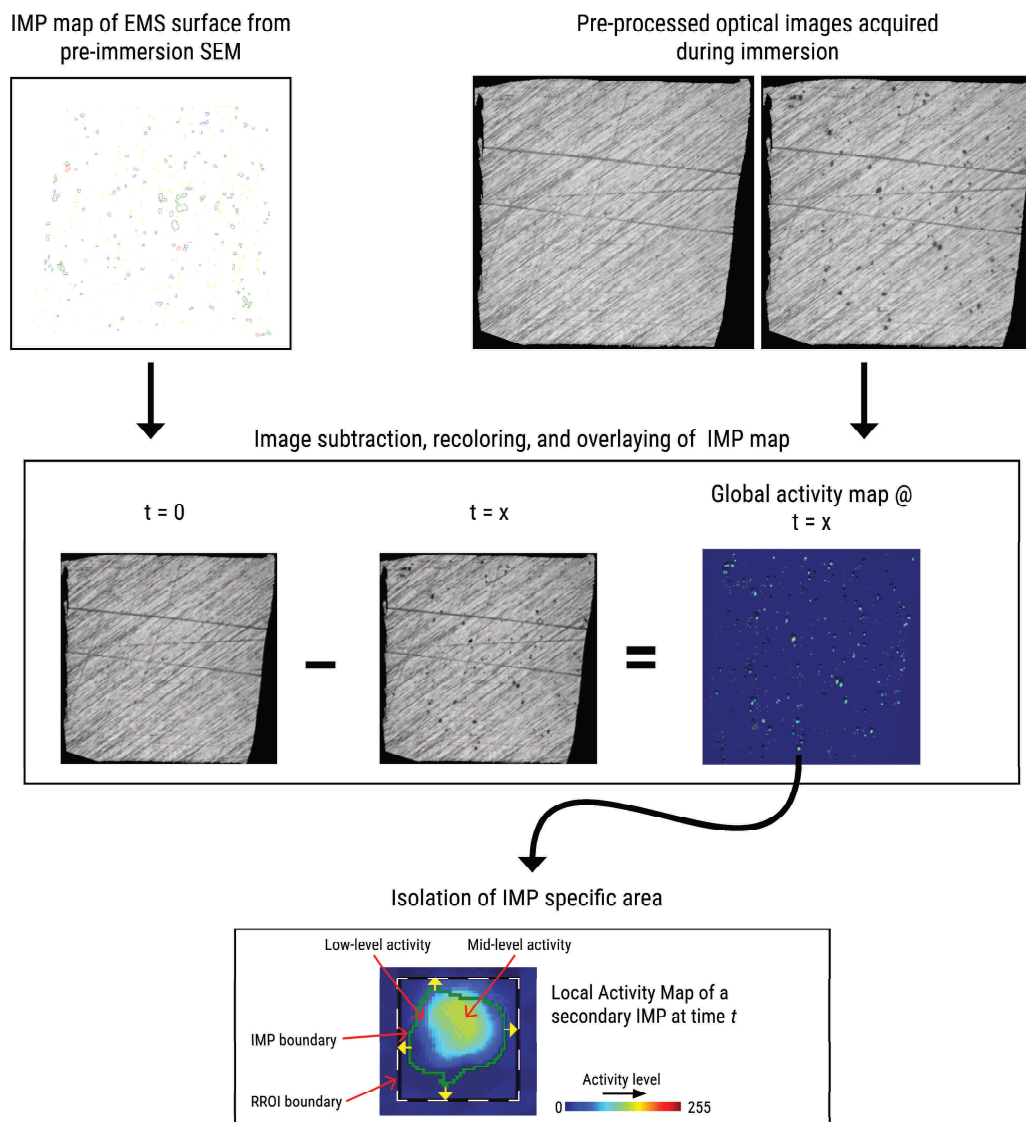 IMP map of EMS surface from
pre-immersion SEM
Pre-processed optical images acquired
during immersion
Image subtraction, recoloring, and overlaying of IMP map
t = 0
t = x
Global activity map @
t = x
Isolation of IMP specific area
Low-level activity
Mid-level activity
IMP boundary
RROI boundary
Local Activity Map of a
secondary IMP at time t
Activity level
0
255